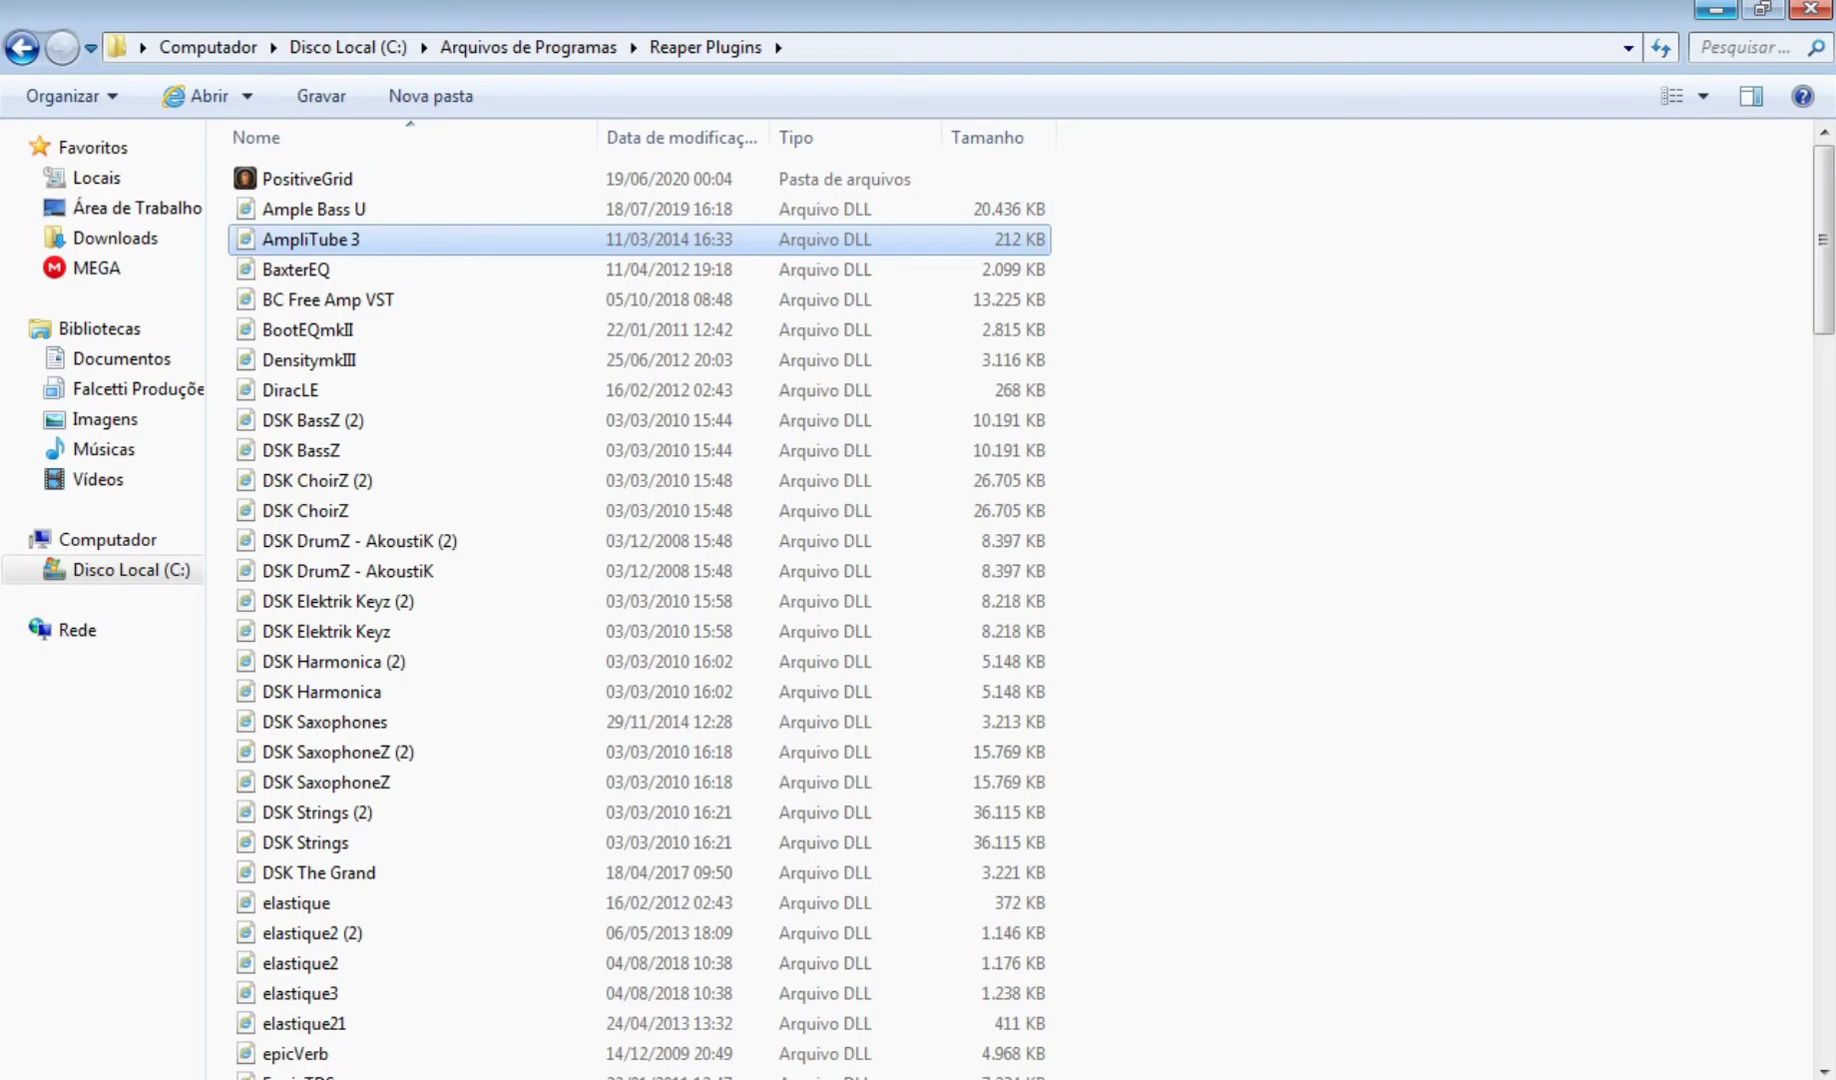 Computador ▸ Disco Local (C:) ▸ Arquivos de Programas ▸ Reaper Plugins ▸ Pesquisar ...
Organizar Abrir Gravar Nova pasta
Favoritos
Locais
Área de Trabalho
Downloads
MEGA
Bibliotecas
Documentos
Falcetti Produçõe
Imagens
Músicas
Vídeos
Computador
Disco Local (C:)
Rede
Nome Data de modificaç... Tipo Tamanho
PositiveGrid 19/06/2020 00:04 Pasta de arquivos
Ample Bass U 18/07/2019 16:18 Arquivo DLL 20.436 KB
AmpliTube 3 11/03/2014 16:33 Arquivo DLL 212 KB
BaxterEQ 11/04/2012 19:18 Arquivo DLL 2.099 KB
BC Free Amp VST 05/10/2018 08:48 Arquivo DLL 13.225 KB
BootEQmkII 22/01/2011 12:42 Arquivo DLL 2.815 KB
DensitymkIII 25/06/2012 20:03 Arquivo DLL 3.116 KB
DiracLE 16/02/2012 02:43 Arquivo DLL 268 KB
DSK BassZ (2) 03/03/2010 15:44 Arquivo DLL 10.191 KB
DSK BassZ 03/03/2010 15:44 Arquivo DLL 10.191 KB
DSK ChoirZ (2) 03/03/2010 15:48 Arquivo DLL 26.705 KB
DSK ChoirZ 03/03/2010 15:48 Arquivo DLL 26.705 KB
DSK DrumZ - AkoustiK (2) 03/12/2008 15:48 Arquivo DLL 8.397 KB
DSK DrumZ - AkoustiK 03/12/2008 15:48 Arquivo DLL 8.397 KB
DSK Elektrik Keyz (2) 03/03/2010 15:58 Arquivo DLL 8.218 KB
DSK Elektrik Keyz 03/03/2010 15:58 Arquivo DLL 8.218 KB
DSK Harmonica (2) 03/03/2010 16:02 Arquivo DLL 5.148 KB
DSK Harmonica 03/03/2010 16:02 Arquivo DLL 5.148 KB
DSK Saxophones 29/11/2014 12:28 Arquivo DLL 3.213 KB
DSK SaxophoneZ (2) 03/03/2010 16:18 Arquivo DLL 15.769 KB
DSK SaxophoneZ 03/03/2010 16:18 Arquivo DLL 15.769 KB
DSK Strings (2) 03/03/2010 16:21 Arquivo DLL 36.115 KB
DSK Strings 03/03/2010 16:21 Arquivo DLL 36.115 KB
DSK The Grand 18/04/2017 09:50 Arquivo DLL 3.221 KB
elastique 16/02/2012 02:43 Arquivo DLL 372 KB
elastique2 (2) 06/05/2013 18:09 Arquivo DLL 1.146 KB
elastique2 04/08/2018 10:38 Arquivo DLL 1.176 KB
elastique3 04/08/2018 10:38 Arquivo DLL 1.238 KB
elastique21 24/04/2013 13:32 Arquivo DLL 411 KB
epicVerb 14/12/2009 20:49 Arquivo DLL 4.968 KB